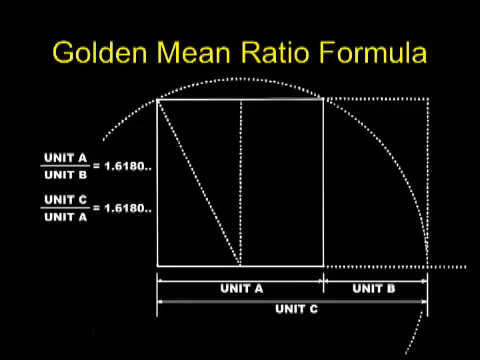 Golden Mean Ratio Formula
UNIT A
UNIT B
= 1.6180..
UNIT C
UNIT A
= 1.6180..
UNIT A
UNIT B
UNIT C